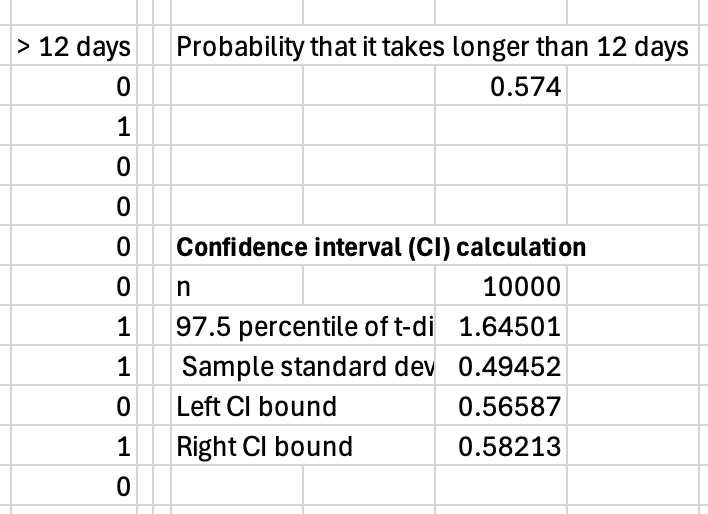 > 12 days Probability that it takes longer than 12 days
0 0.574
1
0
0
0 Confidence interval (CI) calculation
0 n 10000
1 97.5 percentile of t-di 1.64501
1 Sample standard dev 0.49452
0 Left CI bound 0.56587
1 Right CI bound 0.58213
0